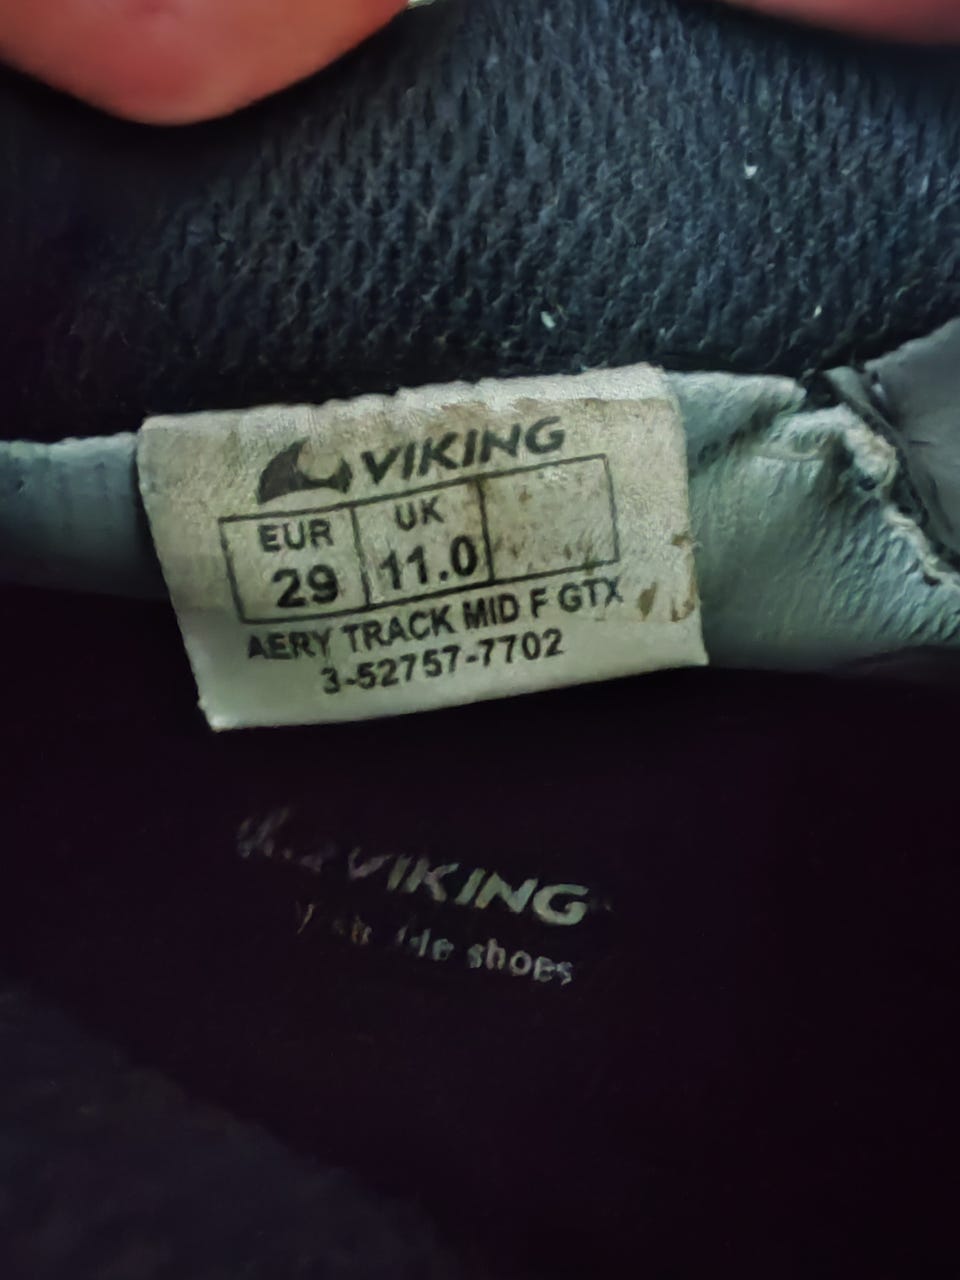 VIKING
EUR UK
29 11.0
AERY TRACK MID F GTX
3-52757-7702
VIKING
shoes